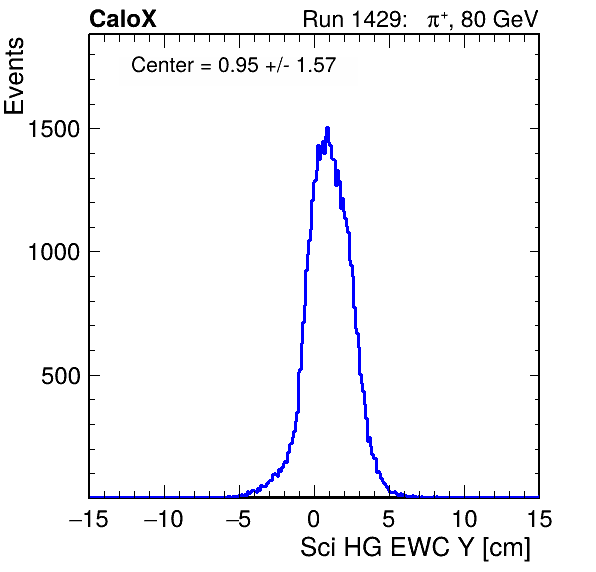 CaloX Run 1429: π⁺, 80 GeV
Center = 0.95 +/- 1.57
Events
1500
1000
500
−15 −10 −5 0 5 10 15
Sci HG EWC Y [cm]